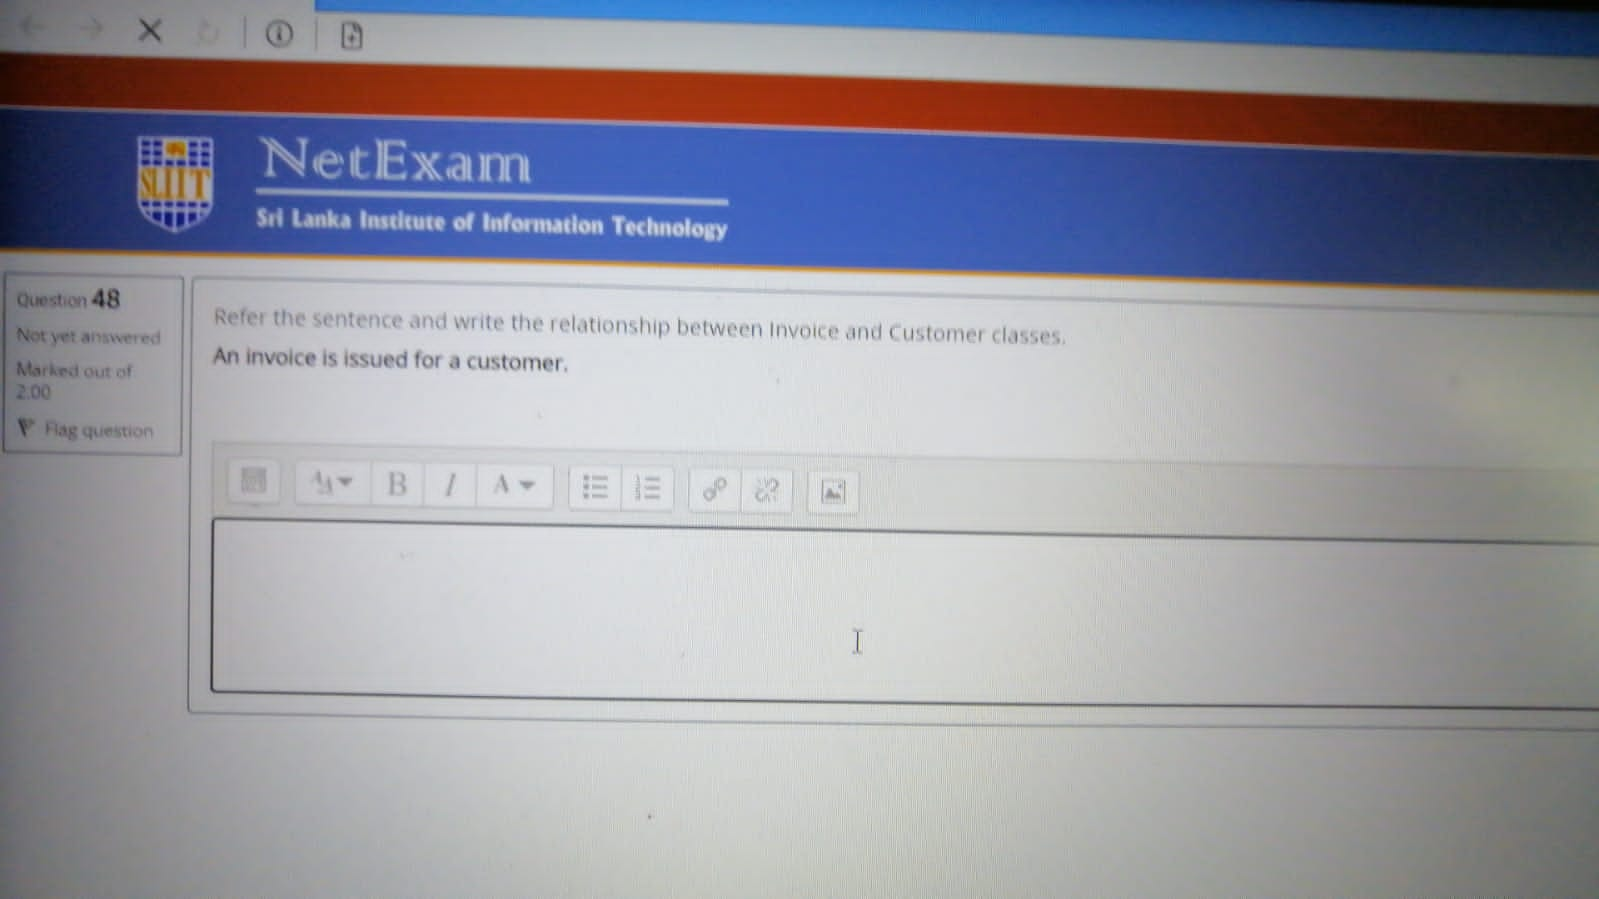 NetExam
SLIIT
Sri Lanka Institute of Information Technology
Question 48
Not yet answered
Marked out of
2.00
Flag question
Refer the sentence and write the relationship between Invoice and Customer classes.
An invoice is issued for a customer.
B I A